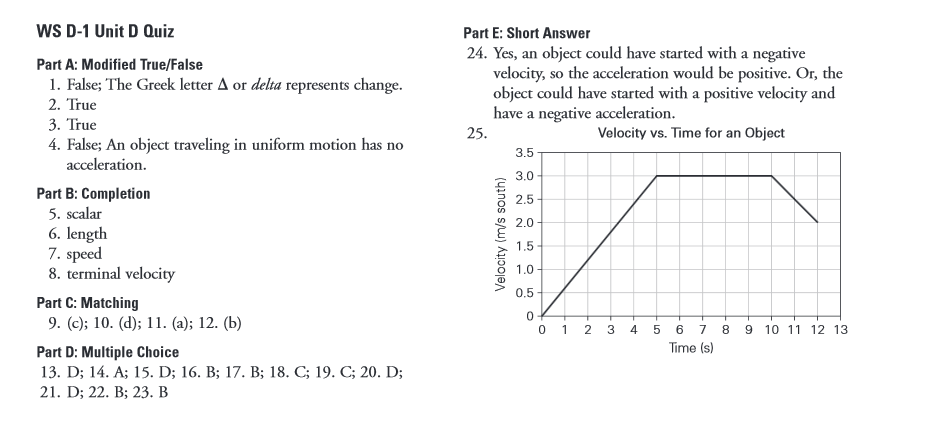 WS D-1 Unit D Quiz
Part A: Modified True/False
1. False; The Greek letter Δ or delta represents change.
2. True
3. True
4. False; An object traveling in uniform motion has no
acceleration.
Part B: Completion
5. scalar
6. length
7. speed
8. terminal velocity
Part C: Matching
9. (c); 10. (d); 11. (a); 12. (b)
Part D: Multiple Choice
13. D; 14. A; 15. D; 16. B; 17. B; 18. C; 19. C; 20. D;
21. D; 22. B; 23. B
Part E: Short Answer
24. Yes, an object could have started with a negative
velocity, so the acceleration would be positive. Or, the
object could have started with a positive velocity and
have a negative acceleration.
25.
Velocity vs. Time for an Object
Velocity (m/s south)
3.5
3.0
2.5
2.0
1.5
1.0
0.5
0
0 1 2 3 4 5 6 7 8 9 10 11 12 13
Time (s)